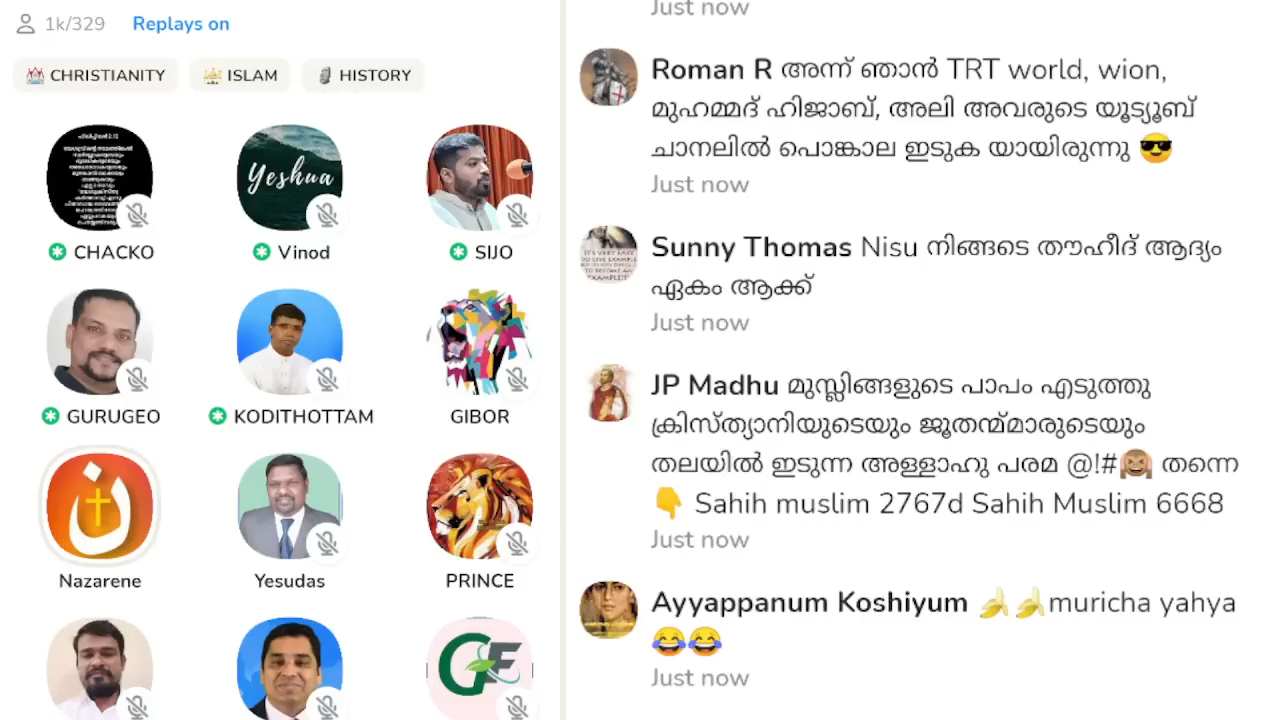 1k/329 Replays on
CHRISTIANITY ISLAM HISTORY
Yeshua
CHACKO Vinod SIJO
GURUGEO KODITHOTTAM GIBOR
Nazarene Yesudas PRINCE
GF
Just now
Roman R അന്ന് ഞാൻ TRT world, wion,
മുഹമ്മദ് ഹിജാബ്, അലി അവരുടെ യൂട്യൂബ്
ചാനലിൽ പൊങ്കാല ഇടുക യായിരുന്നു 😎
Just now
Sunny Thomas Nisu നിങ്ങടെ തൗഹീദ് ആദ്യം
ഏകം ആക്ക്
Just now
JP Madhu മുസ്ലിങ്ങളുടെ പാപം എടുത്തു
ക്രിസ്ത്യാനിയുടെയും ജൂതന്മ്മാരുടെയും
തലയിൽ ഇടുന്ന അള്ളാഹു പരമ @!#🙈 തന്നെ
👇 Sahih muslim 2767d Sahih Muslim 6668
Just now
Ayyappanum Koshiyum 🍌🍌muricha yahya
😂😂
Just now